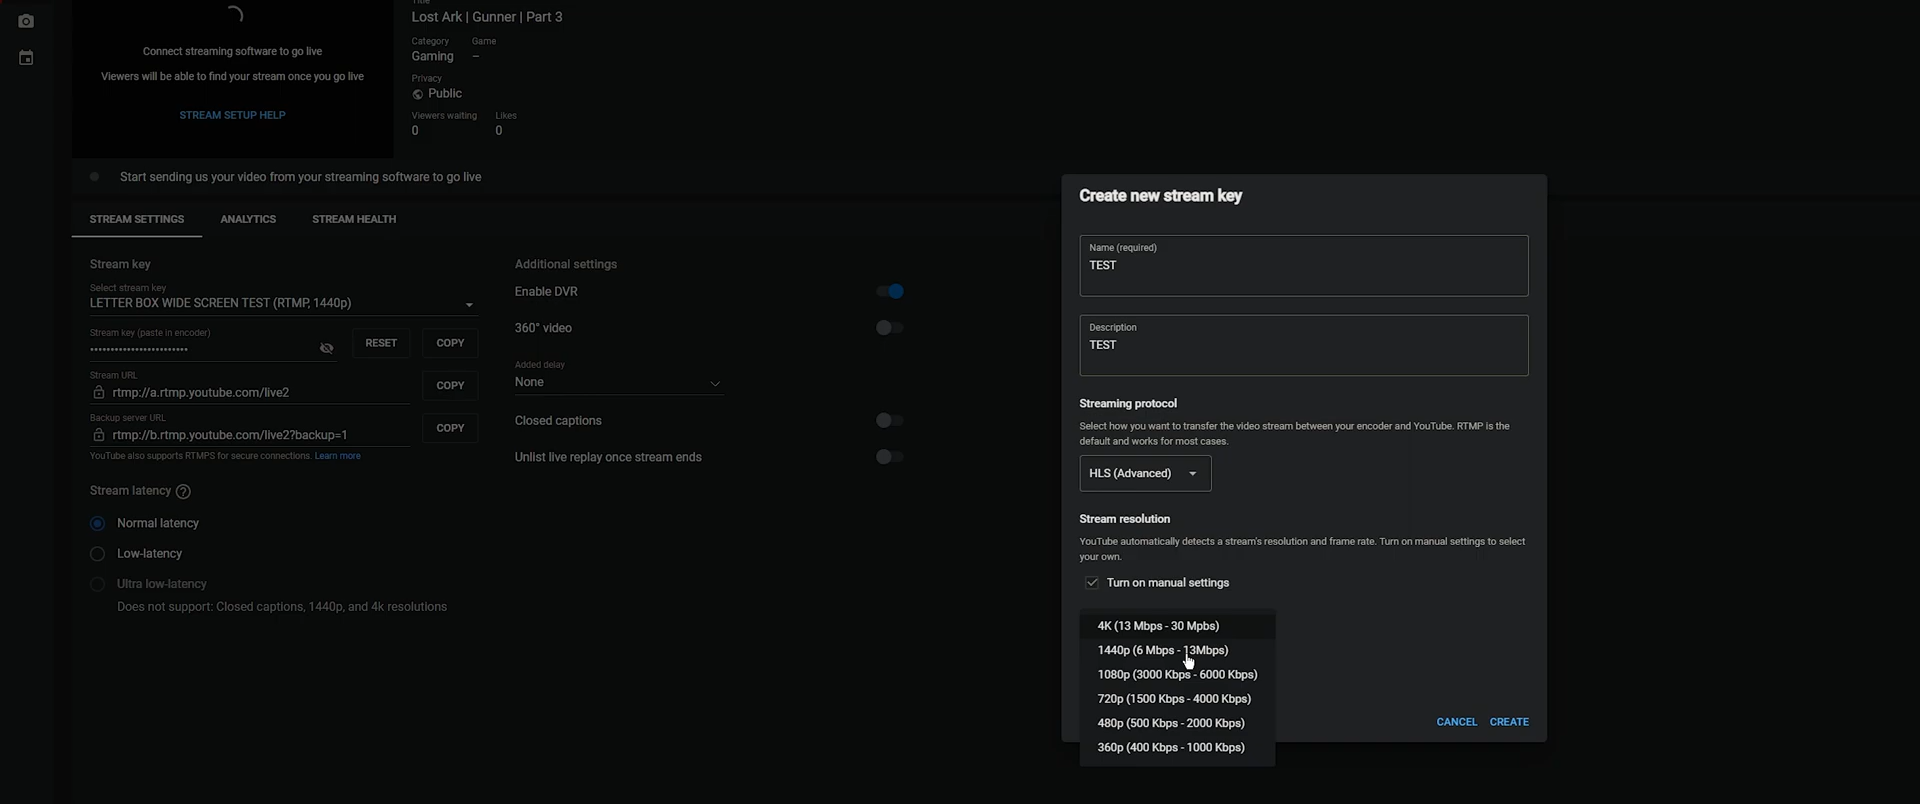 Title
Connect streaming software to go live
Viewers will be able to find your stream once you go live
STREAM SETUP HELP
Lost Ark | Gunner | Part 3
Category Game
Gaming –
Privacy
Public
Viewers waiting Likes
0 0
Start sending us your video from your streaming software to go live
STREAM SETTINGS ANALYTICS STREAM HEALTH
Stream key
Select stream key
LETTER BOX WIDE SCREEN TEST (RTMP, 1440p)
Stream key (paste in encoder)
••••••••••••••••••••••••
RESET COPY
Stream URL
rtmp://a.rtmp.youtube.com/live2
COPY
Backup server URL
rtmp://b.rtmp.youtube.com/live2?backup=1
COPY
YouTube also supports RTMPS for secure connections. Learn more
Stream latency ?
Normal latency
Low-latency
Ultra low-latency
Does not support: Closed captions, 1440p, and 4k resolutions
Additional settings
Enable DVR
360° video
Added delay
None
Closed captions
Unlist live replay once stream ends
Create new stream key
Name (required)
TEST
Description
TEST
Streaming protocol
Select how you want to transfer the video stream between your encoder and YouTube. RTMP is the
default and works for most cases.
HLS (Advanced)
Stream resolution
YouTube automatically detects a stream's resolution and frame rate. Turn on manual settings to select
your own.
Turn on manual settings
4K (13 Mbps - 30 Mpbs)
1440p (6 Mbps - 13Mbps)
1080p (3000 Kbps - 6000 Kbps)
720p (1500 Kbps - 4000 Kbps)
480p (500 Kbps - 2000 Kbps)
360p (400 Kbps - 1000 Kbps)
CANCEL CREATE